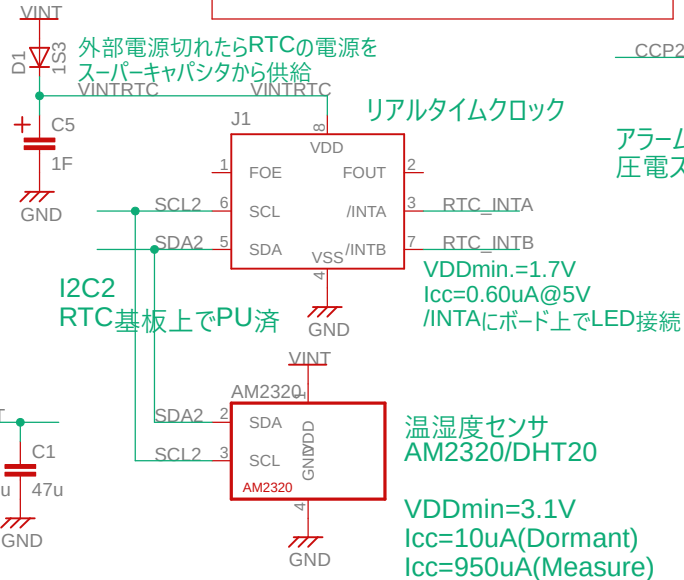 VINT
D1
1S3
外部電源切れたらRTCの電源を
スーパーキャパシタから供給
VINTRTC
VINTRTC
CCP2
リアルタイムクロック
J1
8
VDD
C5
1F
GND
アラーム
圧電ス
1
FOE
FOUT
2
SCL2
6
SCL
/INTA
3
RTC_INTA
SDA2
5
SDA
VSS
/INTB
7
RTC_INTB
4
GND
VDDmin.=1.7V
Icc=0.60uA@5V
/INTAにボード上でLED接続
I2C2
RTC基板上でPU済
VINT
AM2320
1
SDA2
2
SDA
VDD
SCL2
3
SCL
GND
AM2320
4
GND
温湿度センサ
AM2320/DHT20
VDDmin=3.1V
Icc=10uA(Dormant)
Icc=950uA(Measure)
T
C1
u
47u
GND